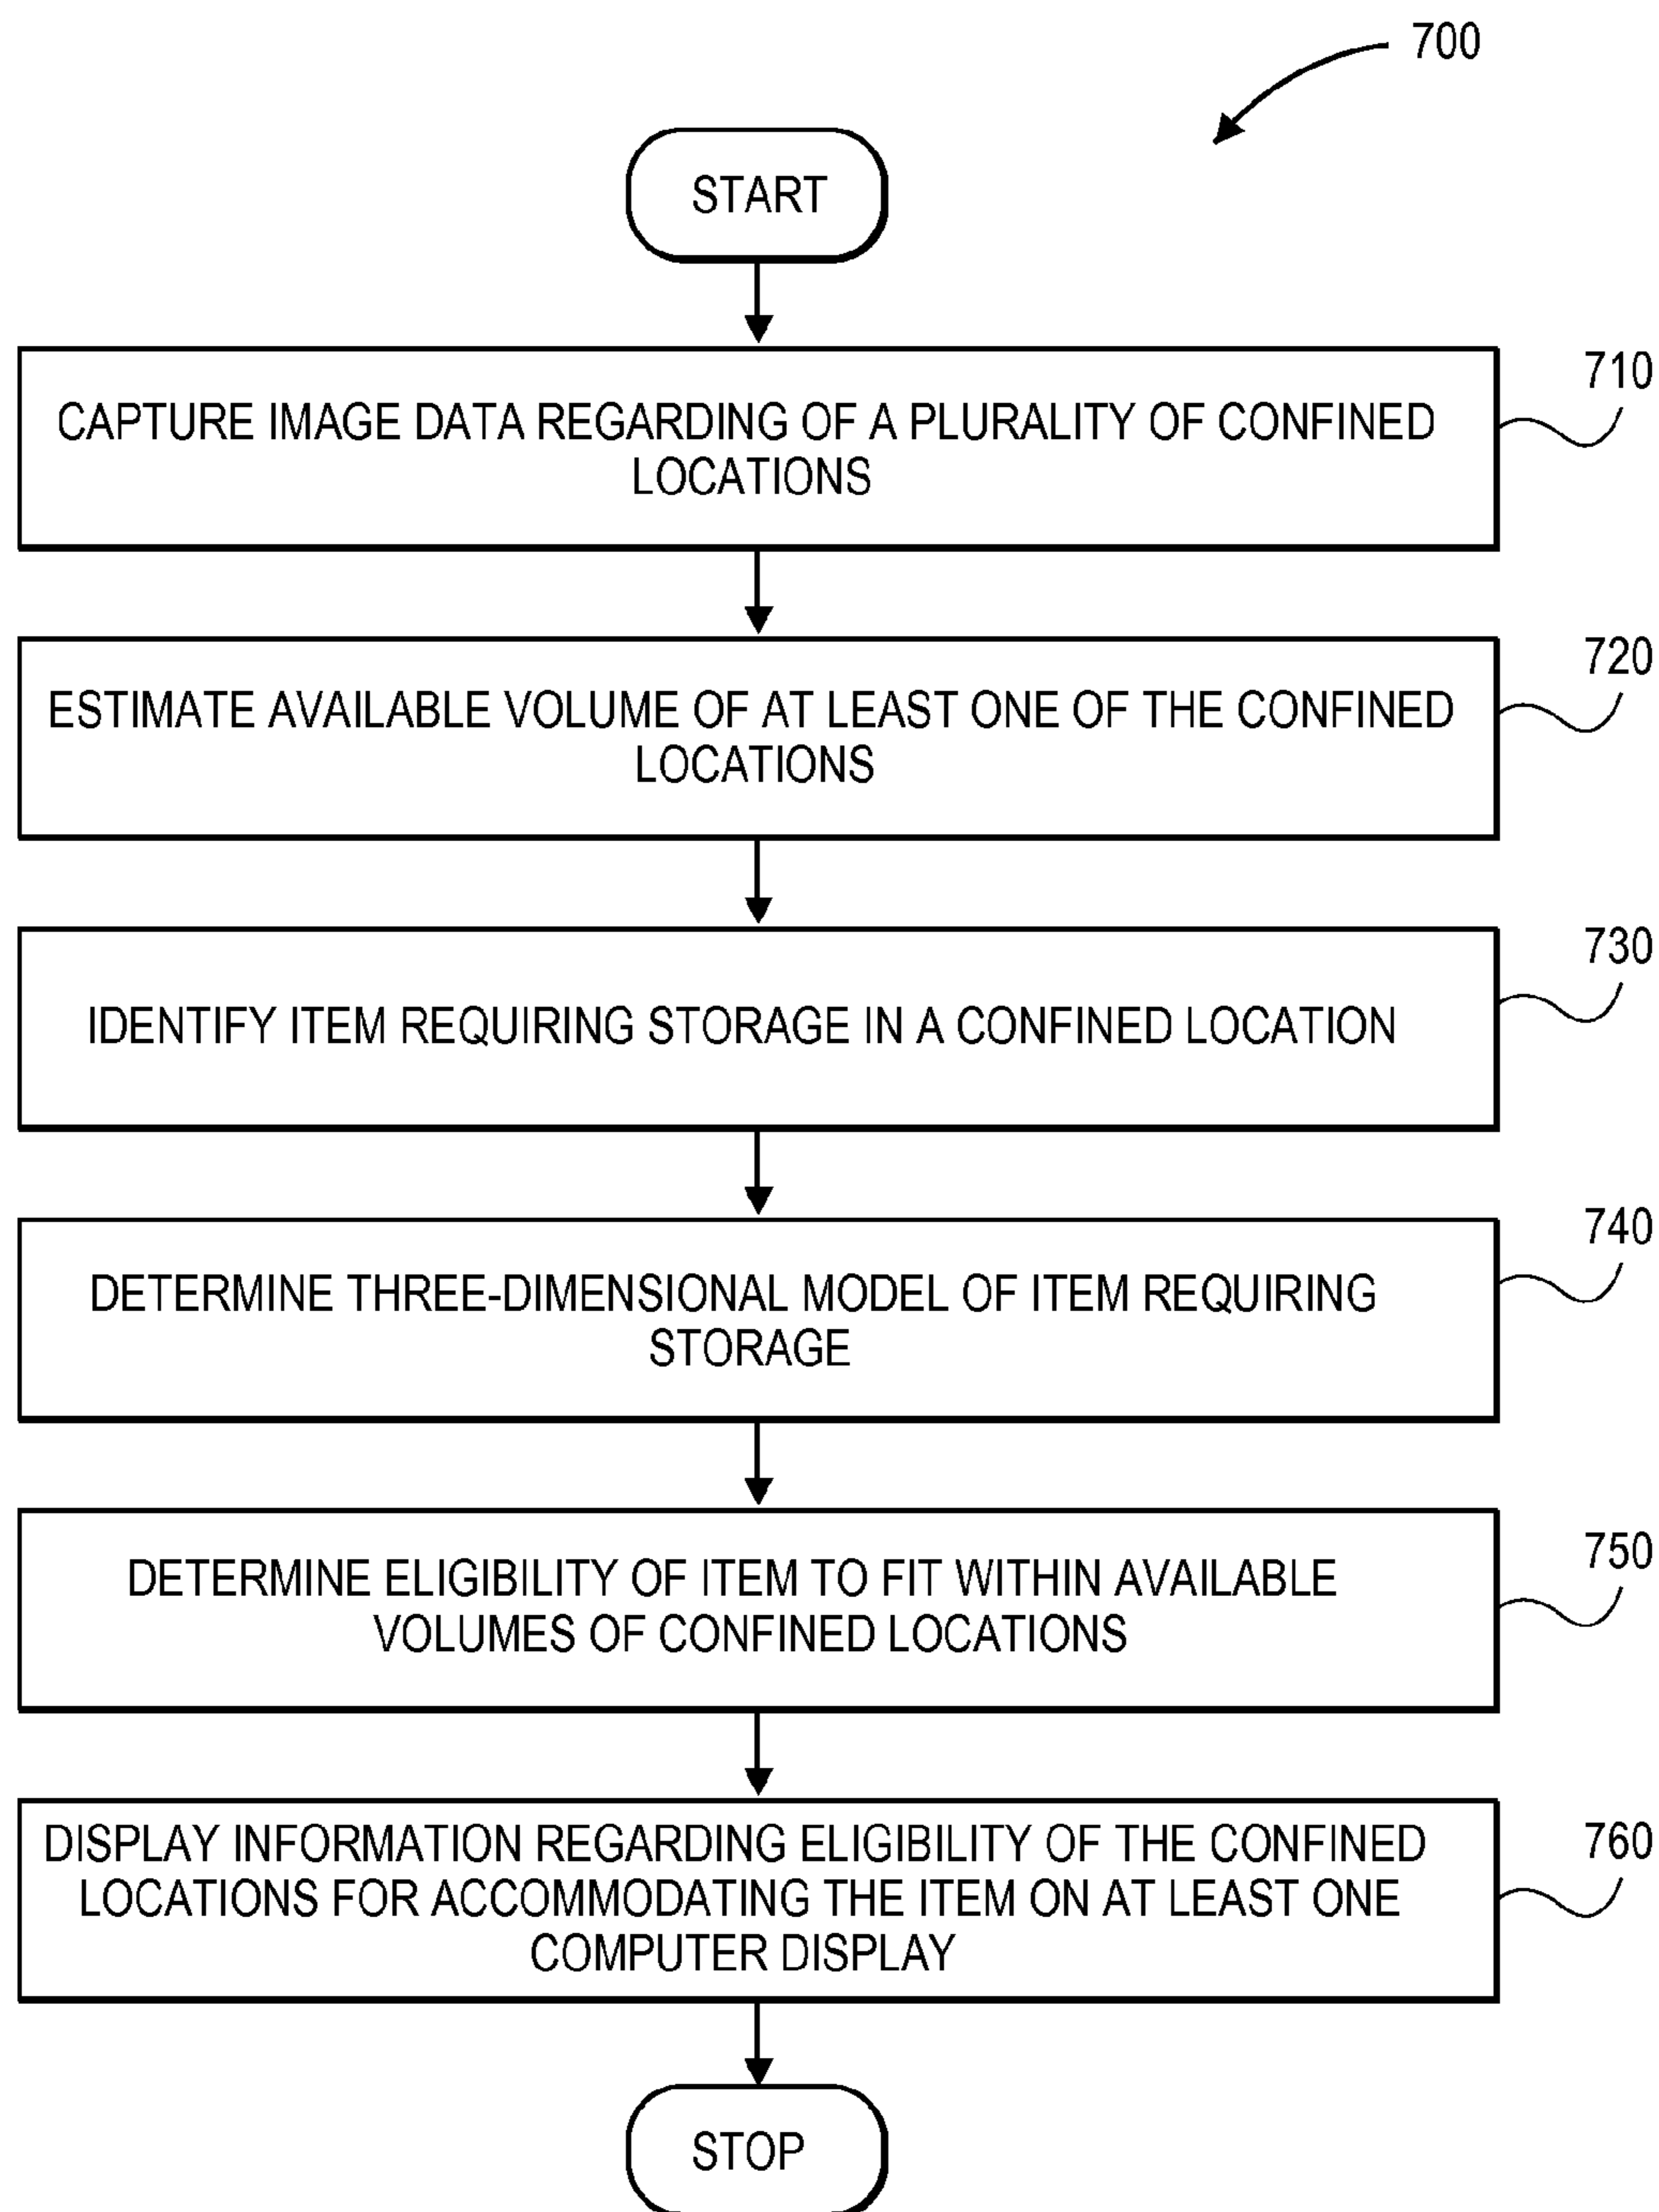 700
START
CAPTURE IMAGE DATA REGARDING OF A PLURALITY OF CONFINED
LOCATIONS
710
ESTIMATE AVAILABLE VOLUME OF AT LEAST ONE OF THE CONFINED
LOCATIONS
720
IDENTIFY ITEM REQUIRING STORAGE IN A CONFINED LOCATION
730
DETERMINE THREE-DIMENSIONAL MODEL OF ITEM REQUIRING
STORAGE
740
DETERMINE ELIGIBILITY OF ITEM TO FIT WITHIN AVAILABLE
VOLUMES OF CONFINED LOCATIONS
750
DISPLAY INFORMATION REGARDING ELIGIBILITY OF THE CONFINED
LOCATIONS FOR ACCOMMODATING THE ITEM ON AT LEAST ONE
COMPUTER DISPLAY
760
STOP